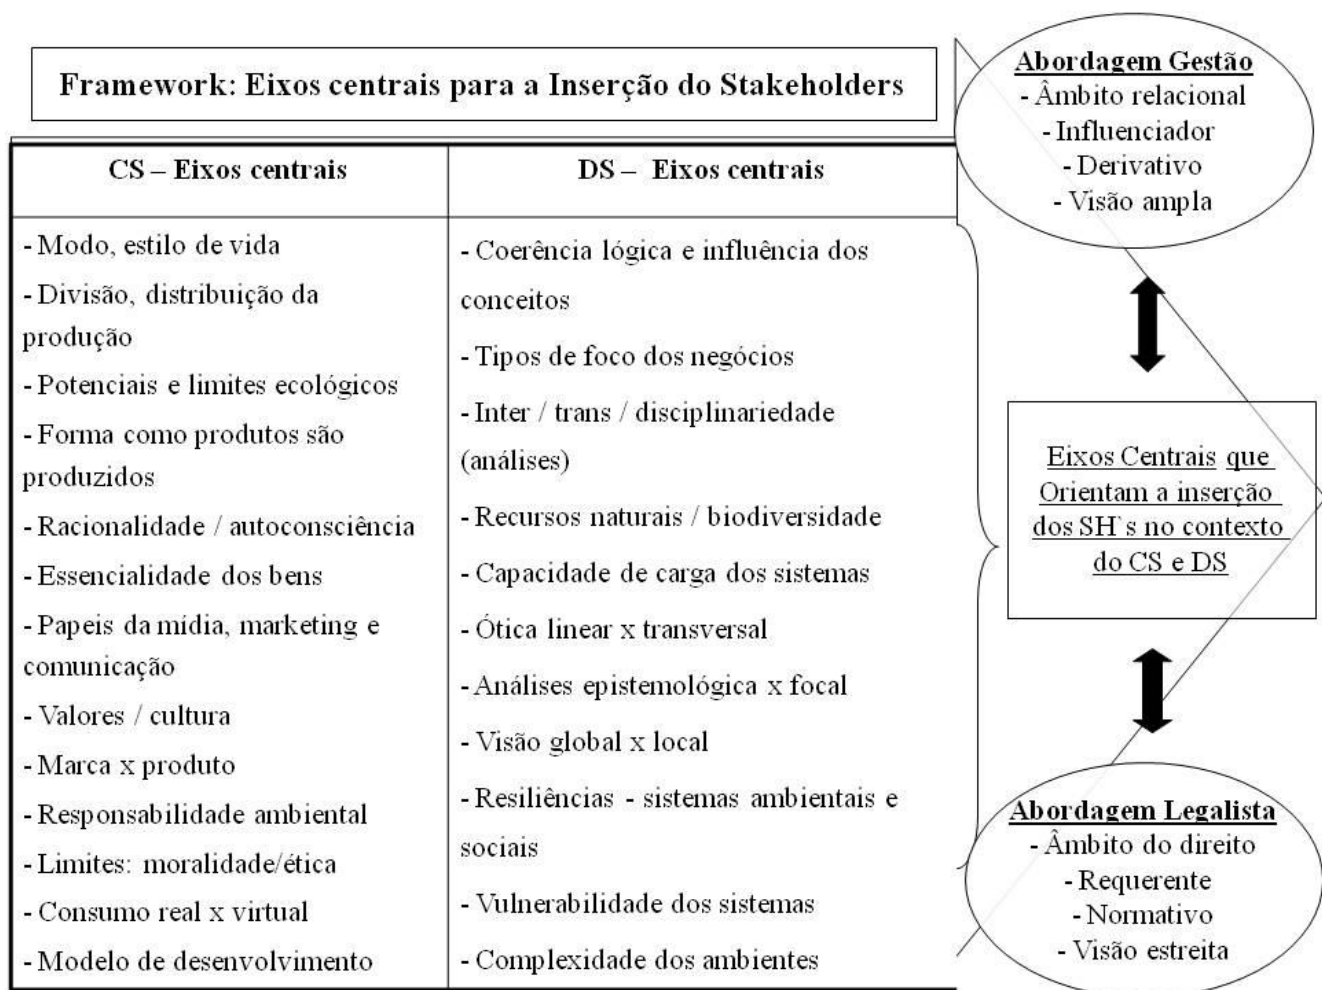 Framework: Eixos centrais para a Inserção do Stakeholders
CS – Eixos centrais
- Modo, estilo de vida
- Divisão, distribuição da
produção
- Potenciais e limites ecológicos
- Forma como produtos são
produzidos
- Racionalidade / autoconsciência
- Essencialidade dos bens
- Papeis da mídia, marketing e
comunicação
- Valores / cultura
- Marca x produto
- Responsabilidade ambiental
- Limites: moralidade/ética
- Consumo real x virtual
- Modelo de desenvolvimento
DS – Eixos centrais
- Coerência lógica e influência dos
conceitos
- Tipos de foco dos negócios
- Inter / trans / disciplinariedade
(análises)
- Recursos naturais / biodiversidade
- Capacidade de carga dos sistemas
- Ótica linear x transversal
- Análises epistemológica x focal
- Visão global x local
- Resiliências - sistemas ambientais e
sociais
- Vulnerabilidade dos sistemas
- Complexidade dos ambientes
Abordagem Gestão
- Âmbito relacional
- Influenciador
- Derivativo
- Visão ampla
Eixos Centrais que
Orientam a inserção
dos SH`s no contexto
do CS e DS
Abordagem Legalista
- Âmbito do direito
- Requerente
- Normativo
- Visão estreita